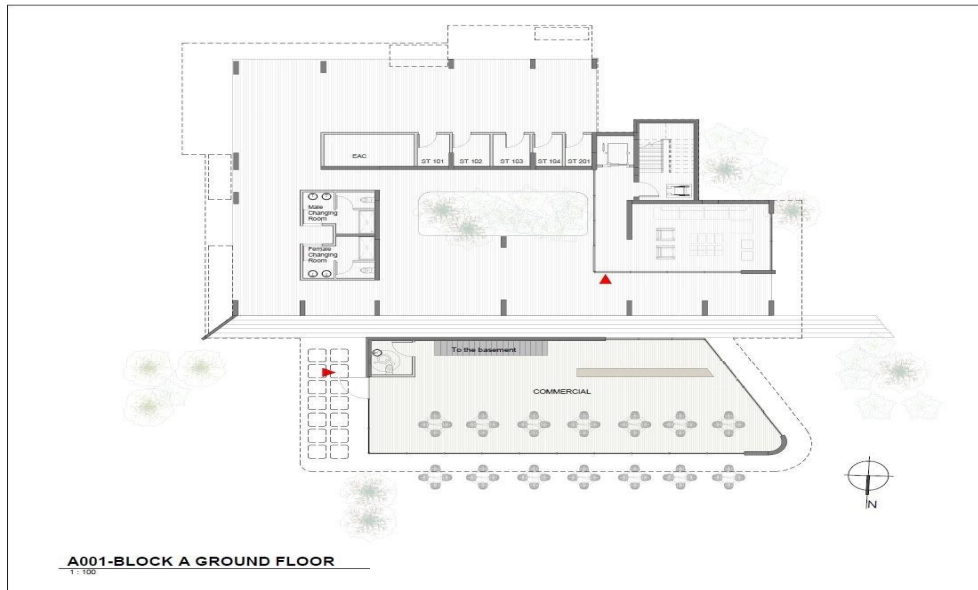 EAC
ST 101
ST 102
ST 103
ST 104
ST 201
Male
Changing
Room
Female
Changing
Room
To the basement
COMMERCIAL
N
A001-BLOCK A GROUND FLOOR
1 : 100